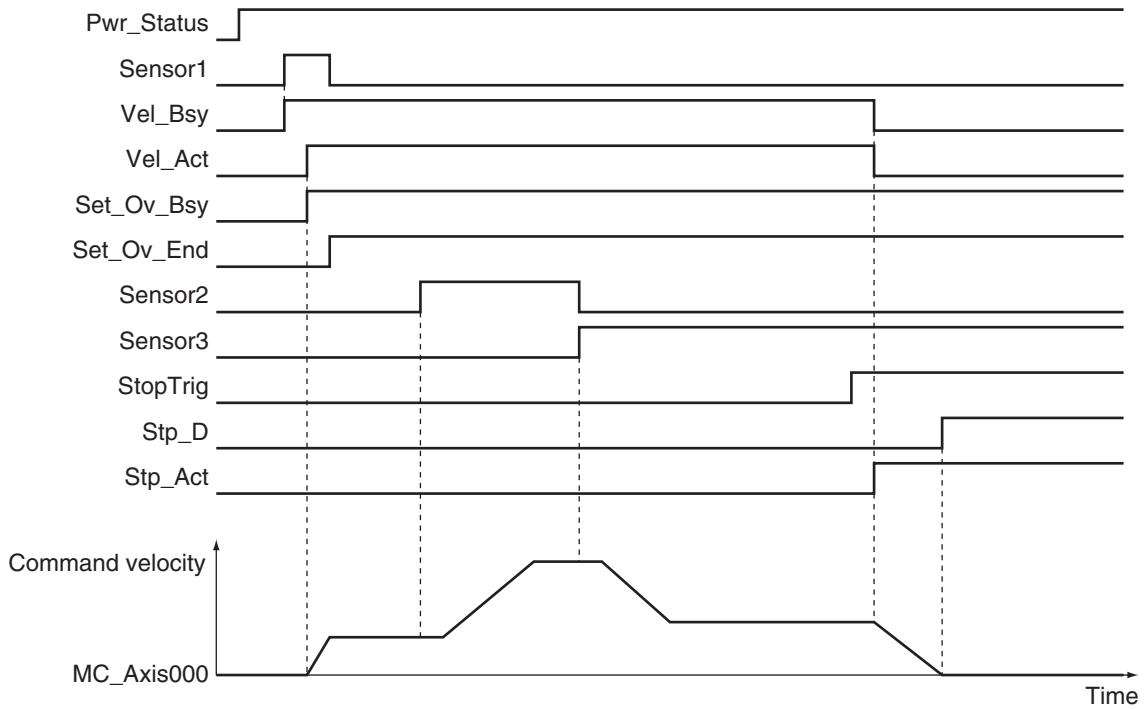 Pwr_Status
Sensor1
Vel_Bsy
Vel_Act
Set_Ov_Bsy
Set_Ov_End
Sensor2
Sensor3
StopTrig
Stp_D
Stp_Act
Command velocity
MC_Axis000
Time